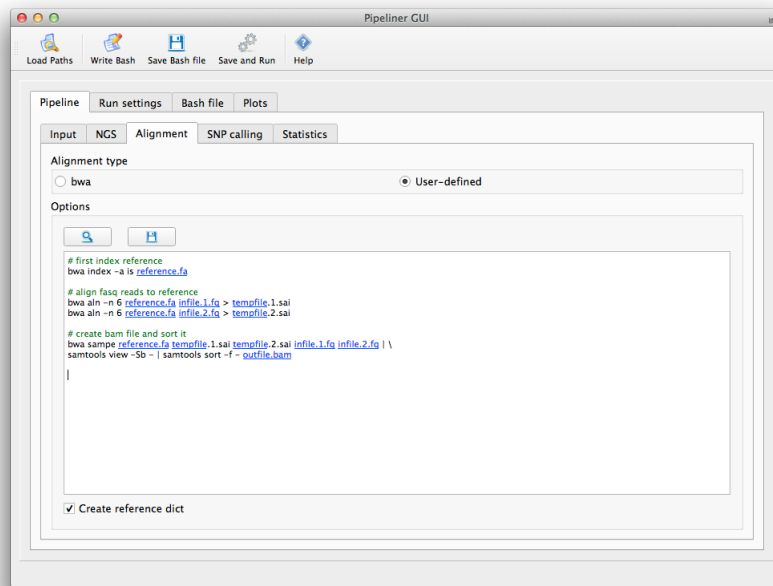 Pipeliner GUI
Load Paths Write Bash Save Bash file Save and Run Help
Pipeline Run settings Bash file Plots
Input NGS Alignment SNP calling Statistics
Alignment type
bwa User-defined
Options
# first index reference
bwa index -a is reference.fa
# align fasq reads to reference
bwa aln -n 6 reference.fa infile.1.fq > tempfile.1.sai
bwa aln -n 6 reference.fa infile.2.fq > tempfile.2.sai
# create bam file and sort it
bwa sampe reference.fa tempfile.1.sai tempfile.2.sai infile.1.fq infile.2.fq | \
samtools view -Sb - | samtools sort -f - outfile.bam
Create reference dict